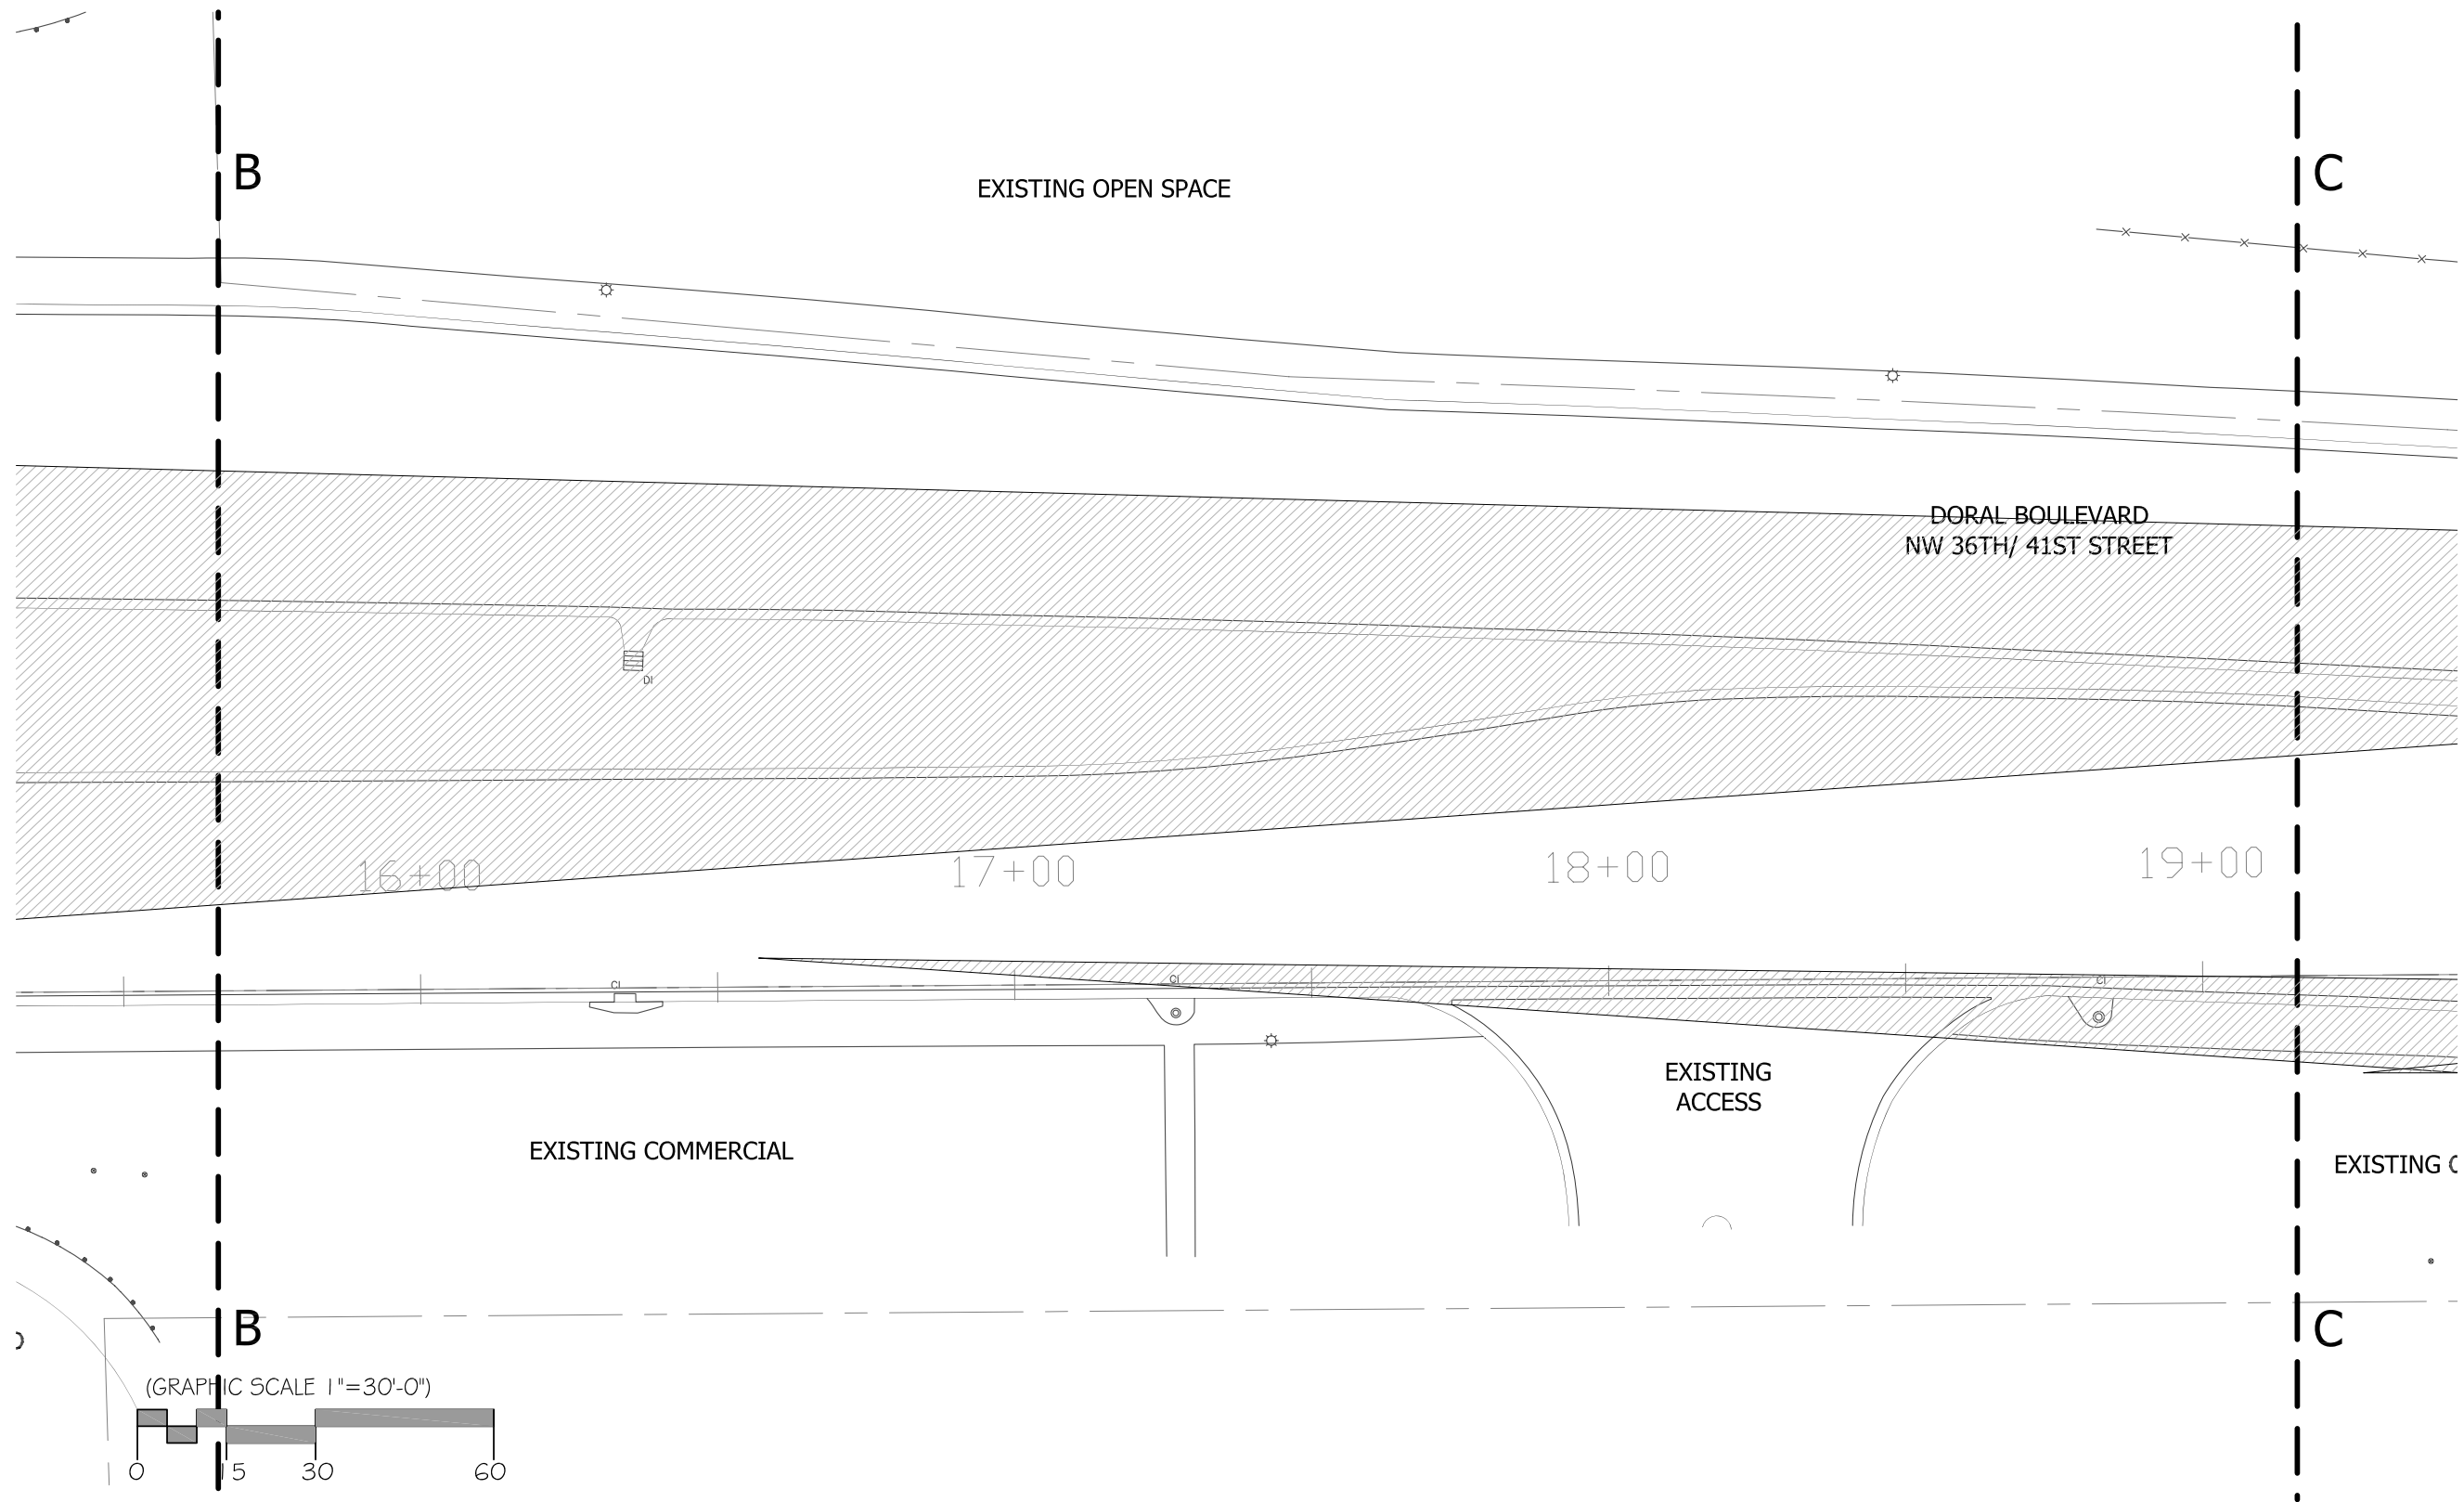 B
C
EXISTING OPEN SPACE
DORAL BOULEVARD
NW 36TH/ 41ST STREET
DI
16+00
17+00
18+00
19+00
CI
CI
CI
EXISTING
ACCESS
EXISTING COMMERCIAL
EXISTING
B
C
(GRAPHIC SCALE 1"=30'-0")
0 15 30 60